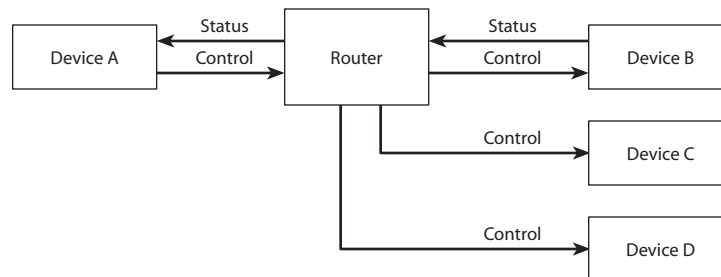 Status
Status
Device A
Control
Router
Control
Device B
Control
Device C
Control
Device D